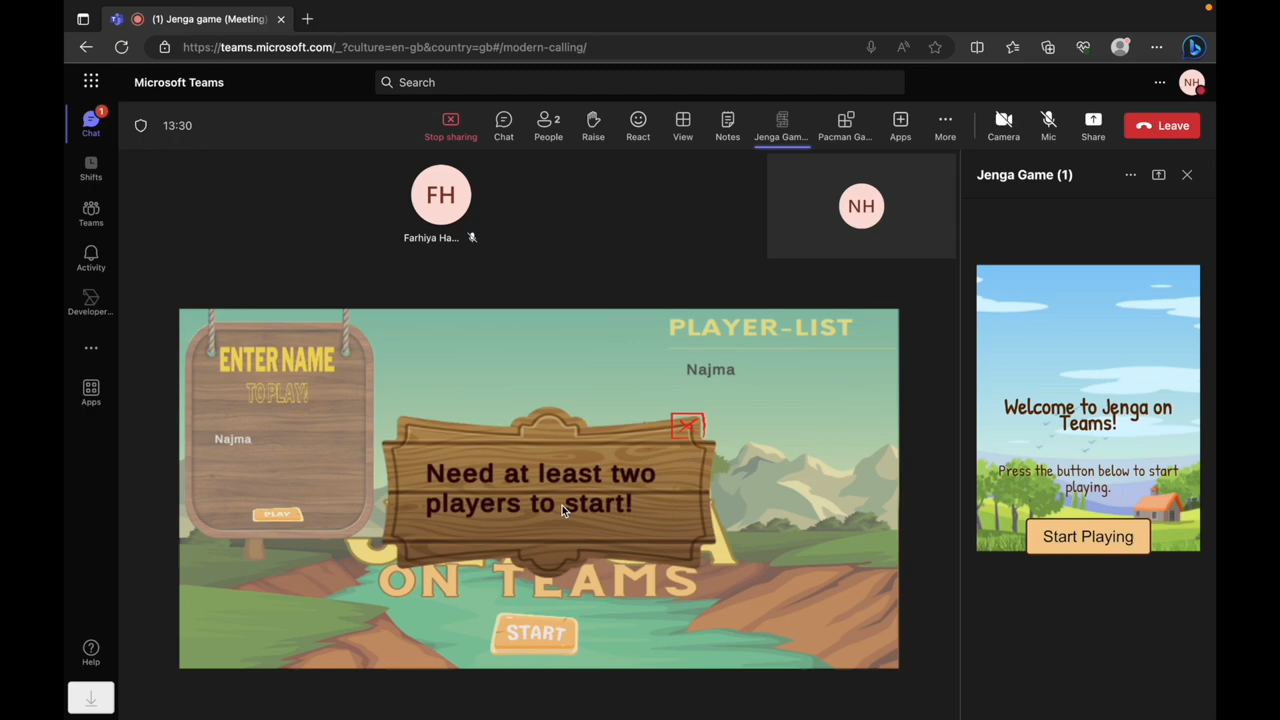 (1) Jenga game (Meeting)
https://teams.microsoft.com/_?culture=en-gb&country=gb#/modern-calling/
Microsoft Teams
Search
NH
1
Chat
Shifts
Teams
Activity
Developer...
Apps
Help
13:30
Stop sharing
Chat
2
People
Raise
React
View
Notes
Jenga Gam...
Pacman Ga...
Apps
More
Camera
Mic
Share
Leave
FH
Farhiya Ha...
NH
ENTER NAME
TO PLAY!
Najma
PLAY
PLAYER-LIST
Najma
Need at least two
players to start!
ON TEAMS
START
Jenga Game (1)
Welcome to Jenga on
Teams!
Press the button below to start
playing.
Start Playing